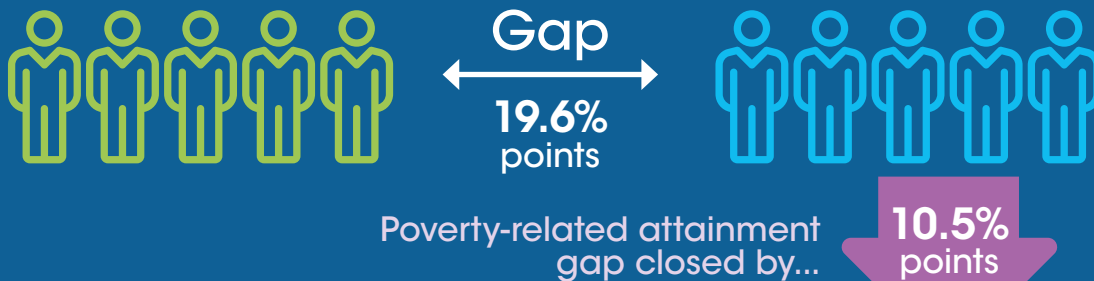 Gap
19.6%
points
Poverty-related attainment
gap closed by...
10.5%
points